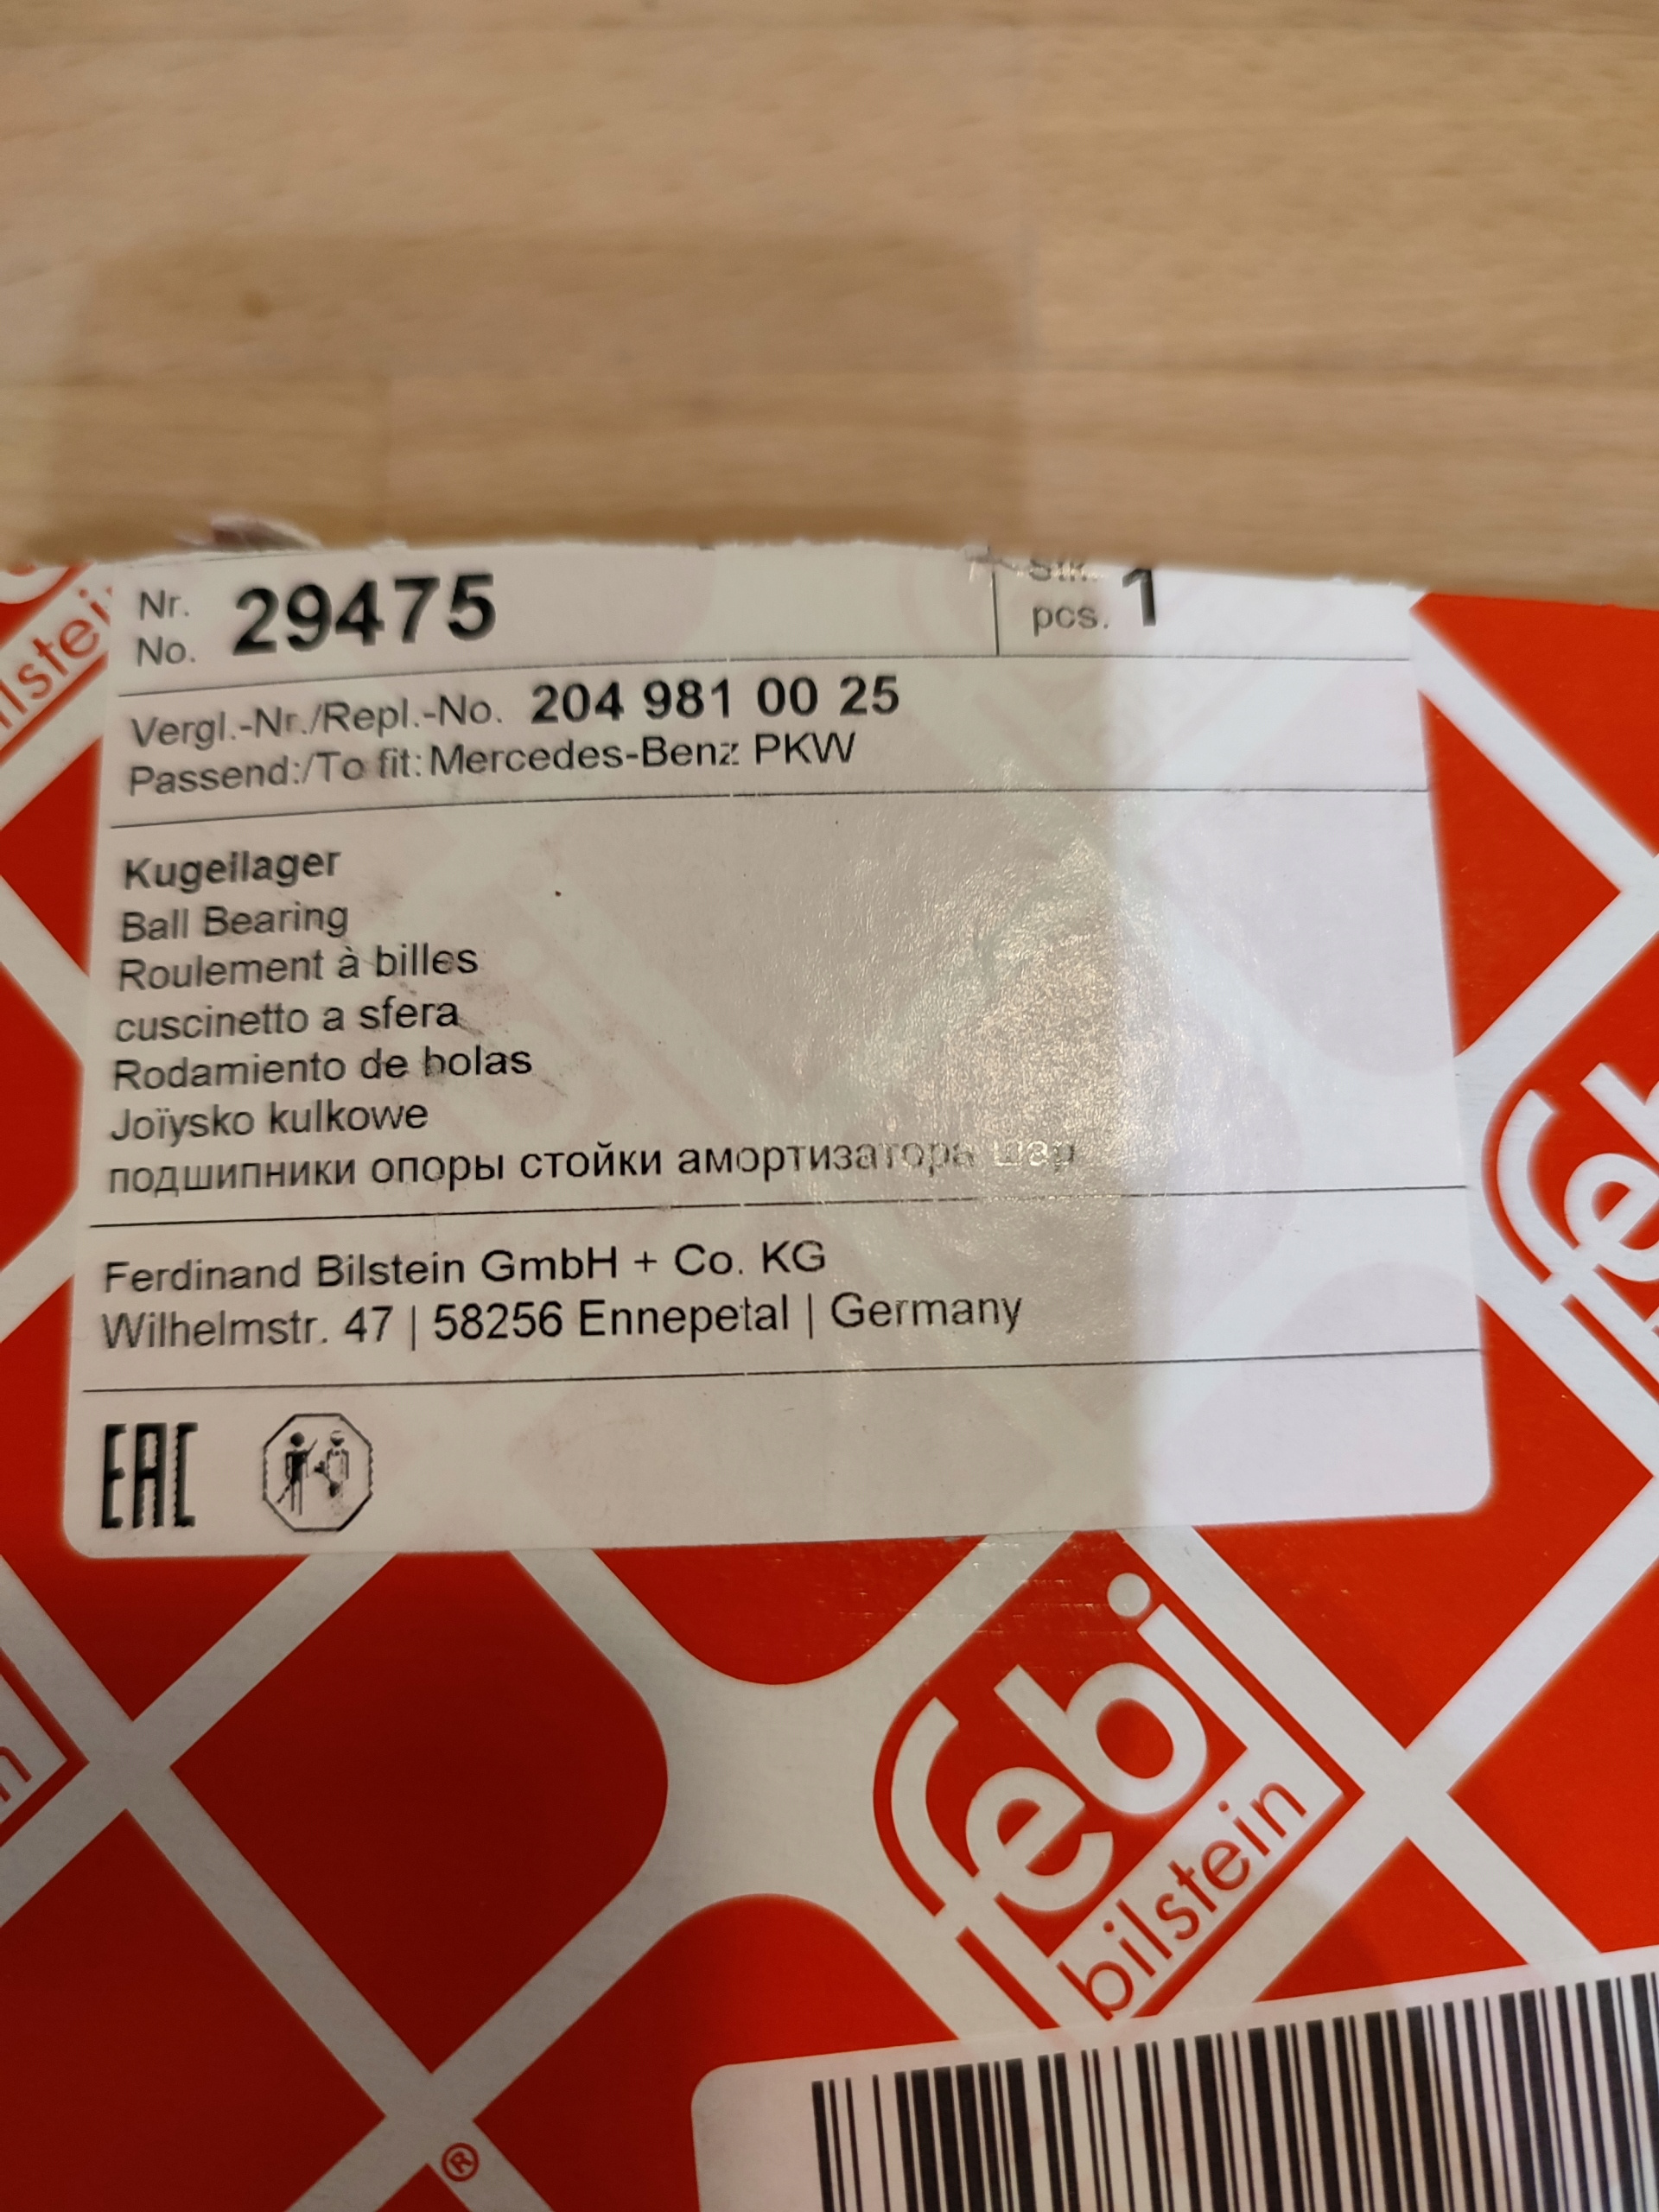 Nr.
No. 29475
Stk.
pcs. 1
Vergl.-Nr./Repl.-No. 204 981 00 25
Passend:/To fit: Mercedes-Benz PKW
Kugellager
Ball Bearing
Roulement à billes
cuscinetto a sfera
Rodamiento de bolas
Joïysko kulkowe
подшипники опоры стойки амортизатора шар
Ferdinand Bilstein GmbH + Co. KG
Wilhelmstr. 47 | 58256 Ennepetal | Germany
EAC
febi
bilstein
®